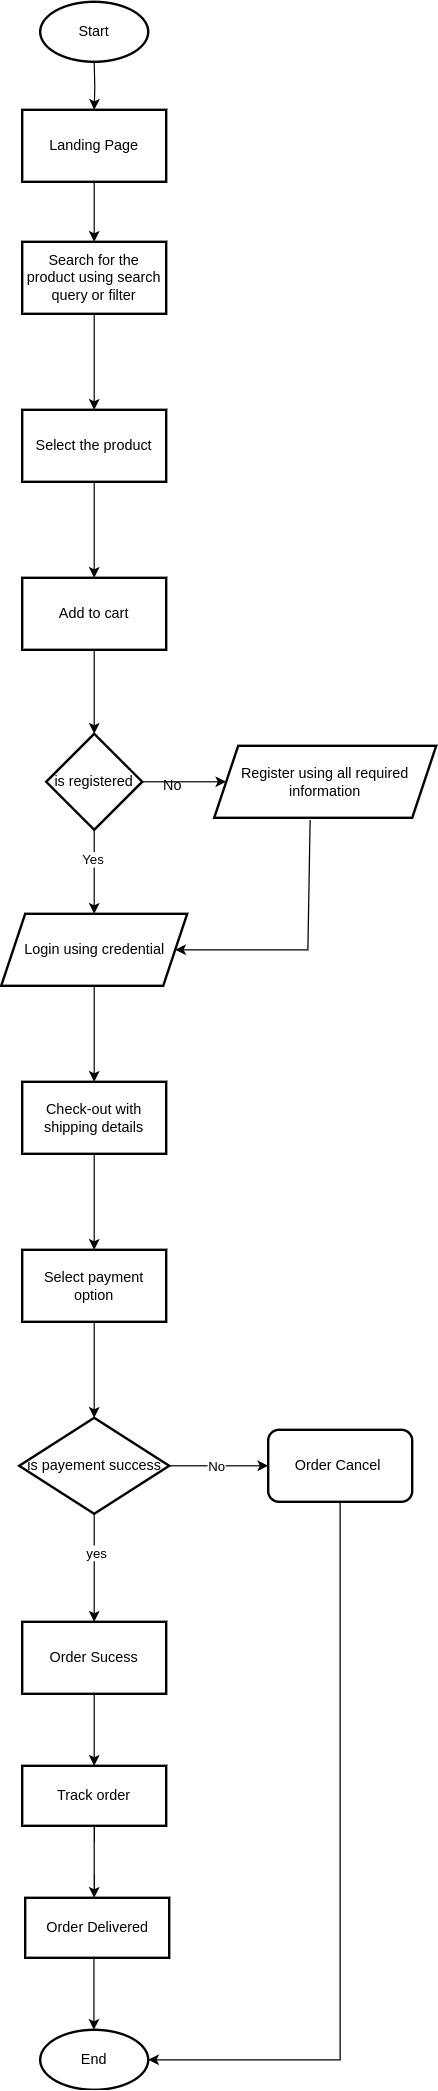 Start
Landing Page
Search for the
product using search
query or filter
Select the product
Add to cart
is registered
No
Register using all required
information
Yes
Login using credential
Check-out with
shipping details
Select payment
option
is payement success
No
Order Cancel
yes
Order Sucess
Track order
Order Delivered
End